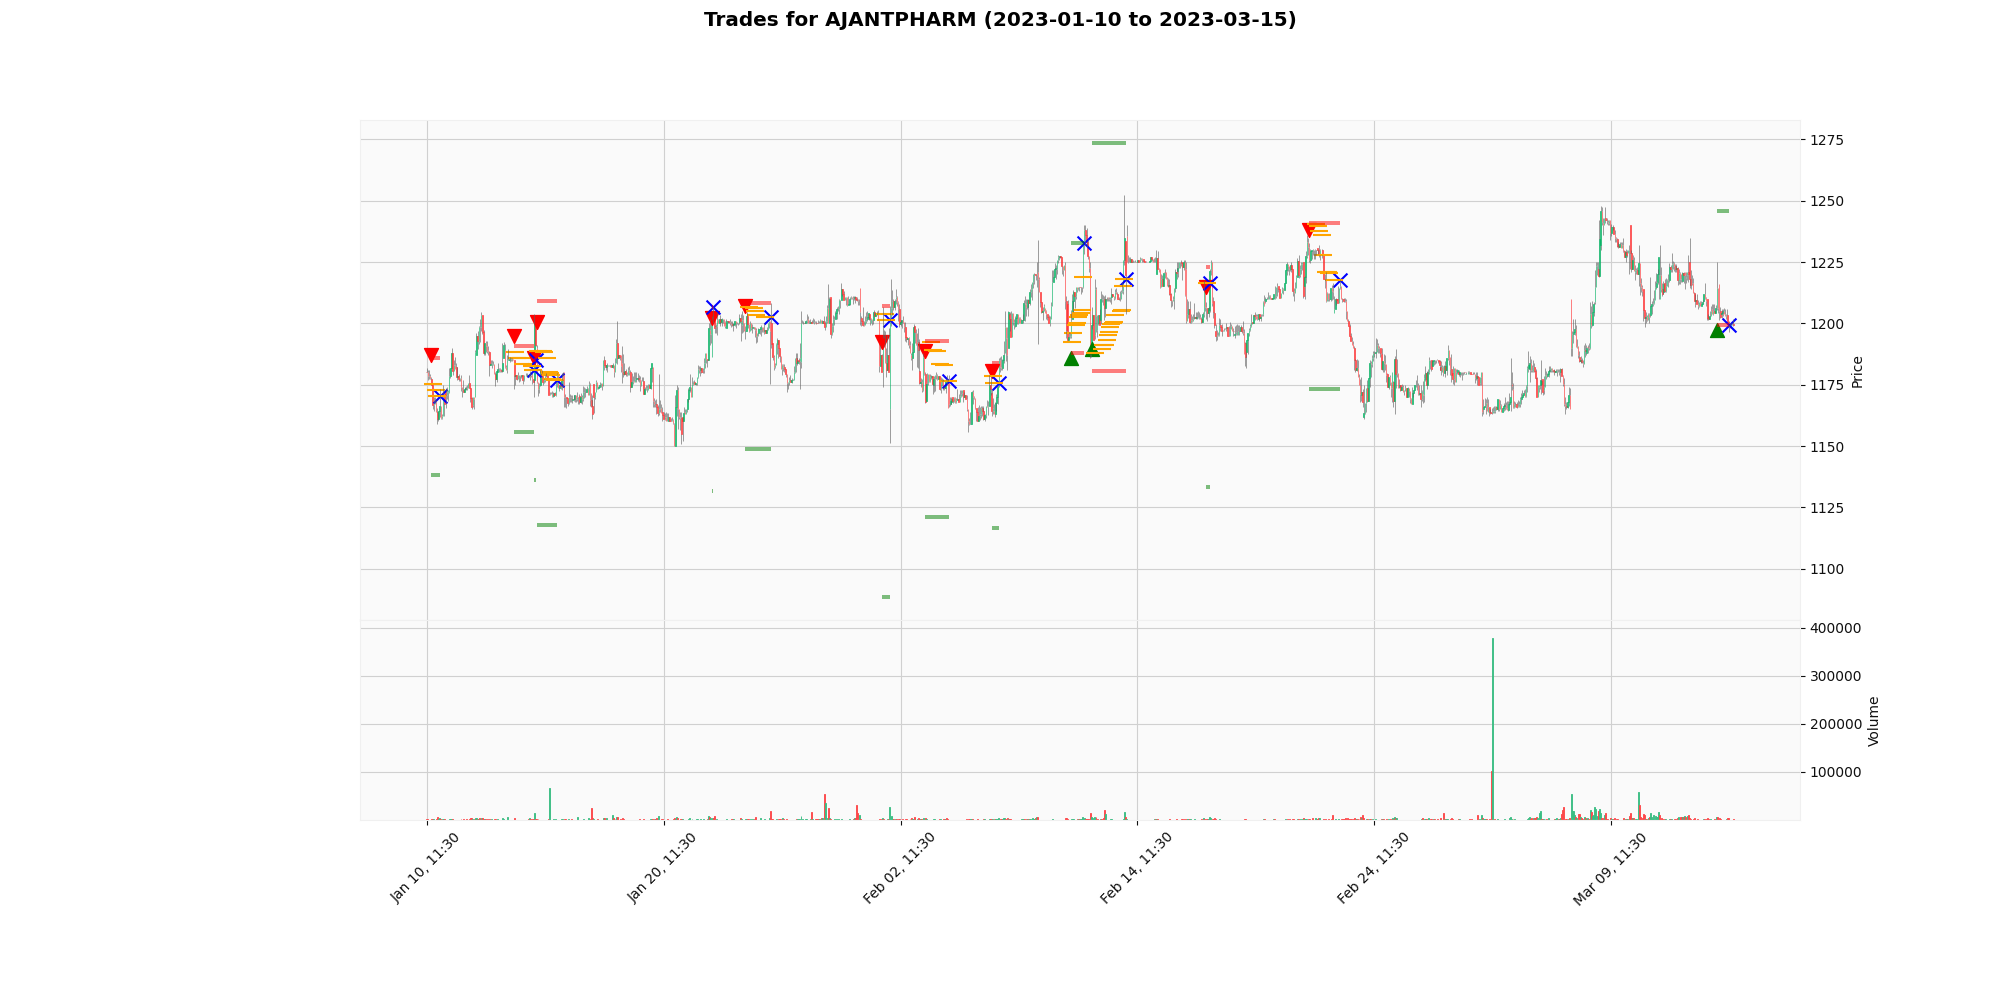 Trades for AJANTPHARM (2023-01-10 to 2023-03-15)
1275
1250
1225
1200
1175
1150
1125
1100
Price
400000
300000
200000
100000
Volume
Jan 10, 11:30
Jan 20, 11:30
Feb 02, 11:30
Feb 14, 11:30
Feb 24, 11:30
Mar 09, 11:30